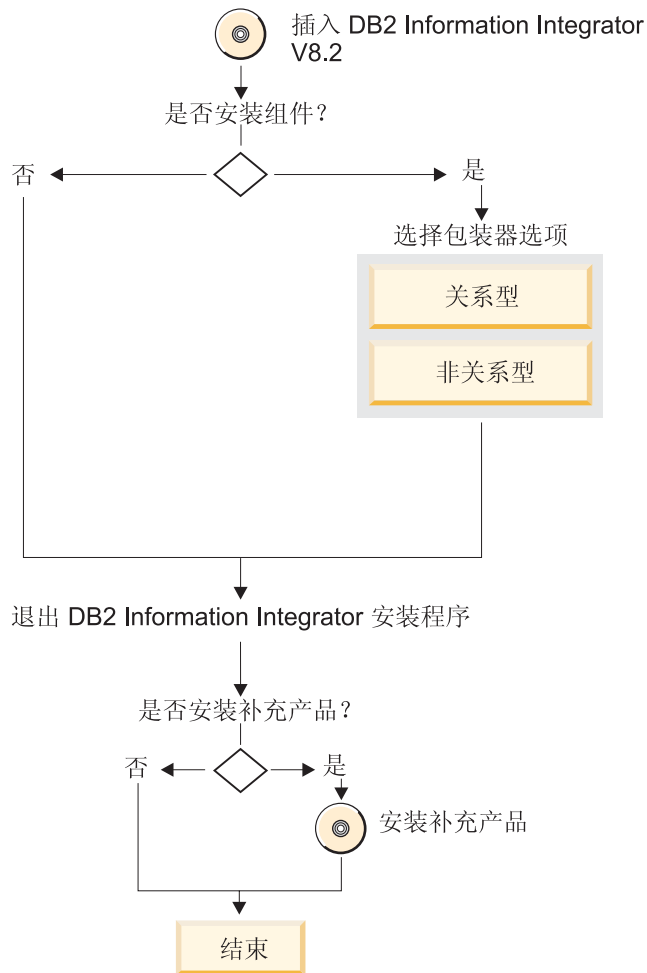 插入 DB2 Information Integrator
V8.2
是否安装组件？
否
是
选择包装器选项
关系型
非关系型
退出 DB2 Information Integrator 安装程序
是否安装补充产品？
否
是
安装补充产品
结束